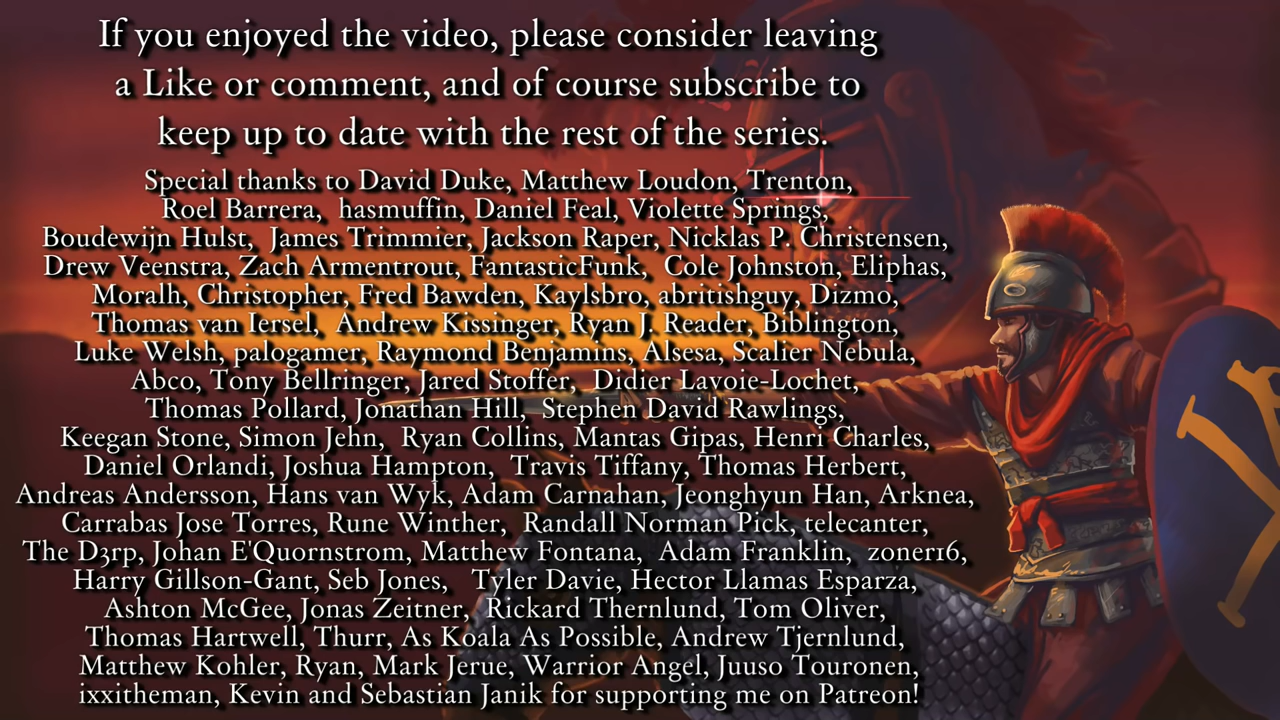 If you enjoyed the video, please consider leaving
a Like or comment, and of course subscribe to
keep up to date with the rest of the series.
Special thanks to David Duke, Matthew Loudon, Trenton,
Roel Barrera, hasmuffin, Daniel Feal, Violette Springs,
Boudewijn Hulst, James Trimmier, Jackson Raper, Nicklas P. Christensen,
Drew Veenstra, Zach Armentrout, FantasticFunk, Cole Johnston, Eliphas,
Moralh, Christopher, Fred Bawden, Kaylsbro, abritishguy, Dizmo,
Thomas van Iersel, Andrew Kissinger, Ryan J. Reader, Biblington,
Luke Welsh, palogamer, Raymond Benjamins, Alsesa, Scalier Nebula,
Abco, Tony Bellringer, Jared Stoffer, Didier Lavoie-Lochet,
Thomas Pollard, Jonathan Hill, Stephen David Rawlings,
Keegan Stone, Simon Jehn, Ryan Collins, Mantas Gipas, Henri Charles,
Daniel Orlandi, Joshua Hampton, Travis Tiffany, Thomas Herbert,
Andreas Andersson, Hans van Wyk, Adam Carnahan, Jeonghyun Han, Arknea,
Carrabas Jose Torres, Rune Winther, Randall Norman Pick, telecanter,
The D3rp, Johan E'Quornstrom, Matthew Fontana, Adam Franklin, zoner16,
Harry Gillson-Gant, Seb Jones, Tyler Davie, Hector Llamas Esparza,
Ashton McGee, Jonas Zeitner, Rickard Thernlund, Tom Oliver,
Thomas Hartwell, Thurr, As Koala As Possible, Andrew Tjernlund,
Matthew Kohler, Ryan, Mark Jerue, Warrior Angel, Juuso Touronen,
ixxitheman, Kevin and Sebastian Janik for supporting me on Patreon!